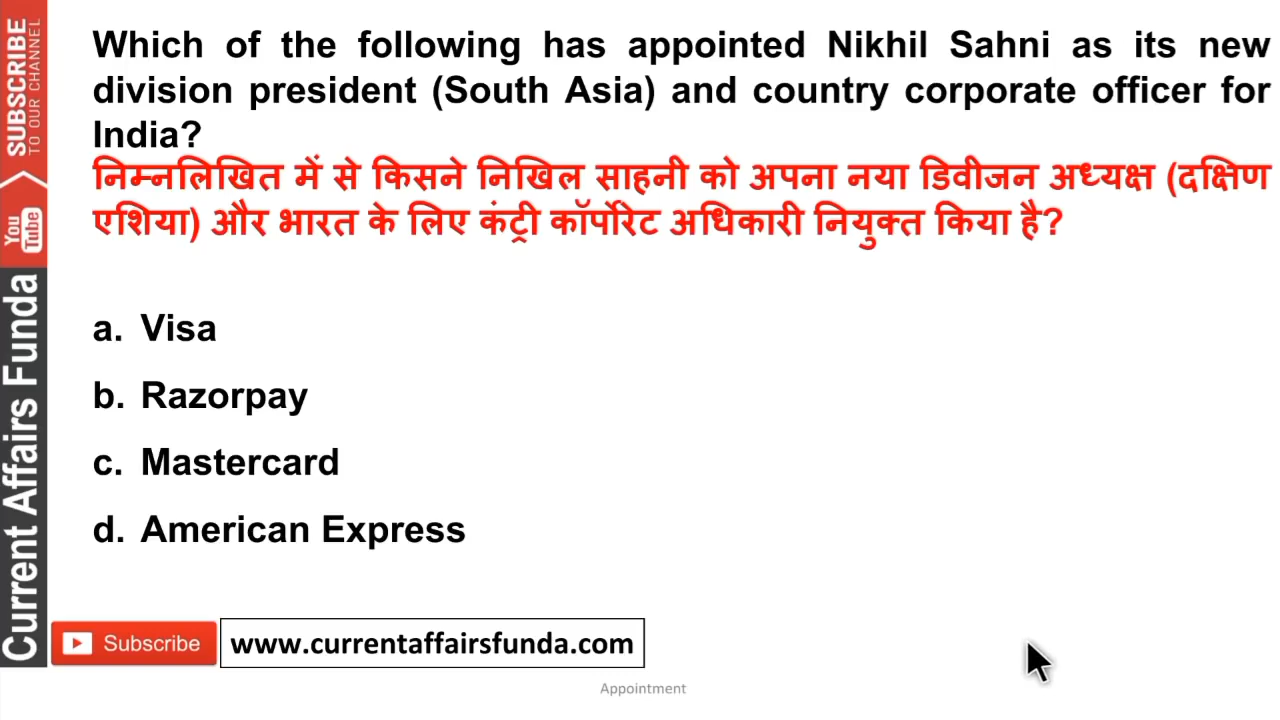 Which of the following has appointed Nikhil Sahni as its new
division president (South Asia) and country corporate officer for
India?
निम्नलिखित में से किसने निखिल साहनी को अपना नया डिवीजन अध्यक्ष (दक्षिण
एशिया) और भारत के लिए कंट्री कॉर्पोरेट अधिकारी नियुक्त किया है?
a. Visa
b. Razorpay
c. Mastercard
d. American Express
SUBSCRIBE
TO OUR CHANNEL
You
Tube
Current Affairs Funda
Subscribe
www.currentaffairsfunda.com
Appointment